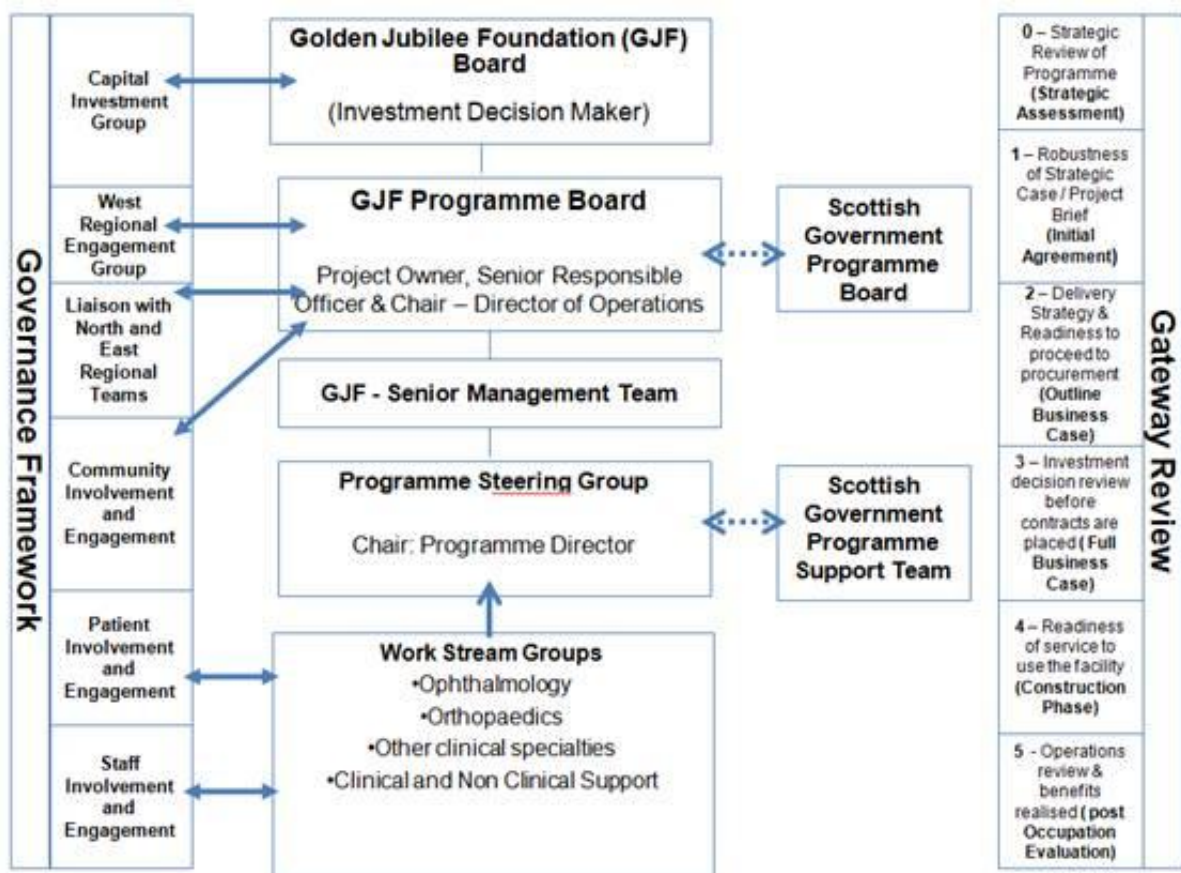 Governance Framework
Capital
Investment
Group
West
Regional
Engagement
Group
Liaison with
North and
East
Regional
Teams
Community
Involvement
and
Engagement
Patient
Involvement
and
Engagement
Staff
Involvement
and
Engagement
Golden Jubilee Foundation (GJF)
Board
(Investment Decision Maker)
GJF Programme Board
Project Owner, Senior Responsible
Officer & Chair – Director of Operations
GJF - Senior Management Team
Programme Steering Group
Chair: Programme Director
Work Stream Groups
•Ophthalmology
•Orthopaedics
•Other clinical specialties
•Clinical and Non Clinical Support
Scottish
Government
Programme
Board
Scottish
Government
Programme
Support Team
0 – Strategic
Review of
Programme
(Strategic
Assessment)
1 – Robustness
of Strategic
Case / Project
Brief
(Initial
Agreement)
2 – Delivery
Strategy &
Readiness to
proceed to
procurement
(Outline
Business
Case)
3 – Investment
decision review
before
contracts are
placed ( Full
Business
Case)
4 – Readiness
of service to
use the facility
(Construction
Phase)
5 - Operations
review &
benefits
realised ( post
Occupation
Evaluation)
Gateway Review